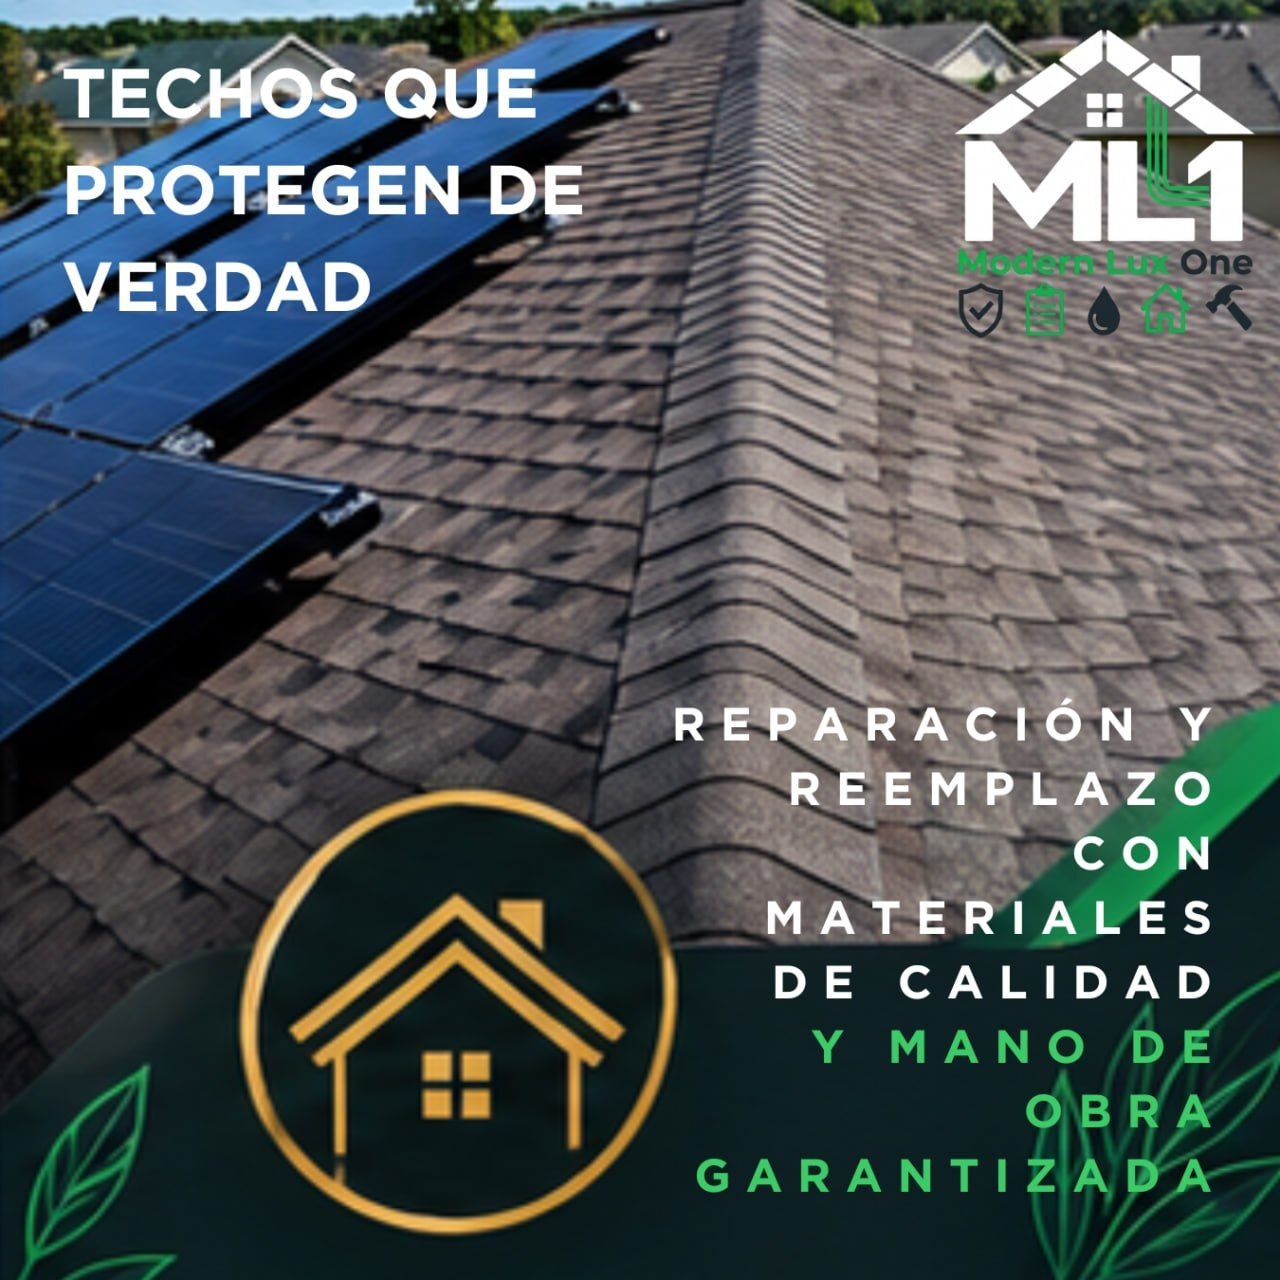 TECHOS QUE
PROTEGEN DE
VERDAD
ML1
Modern Lux One
REPARACIÓN Y
REEMPLAZO
CON
MATERIALES
DE CALIDAD
Y MANO DE
OBRA
GARANTIZADA